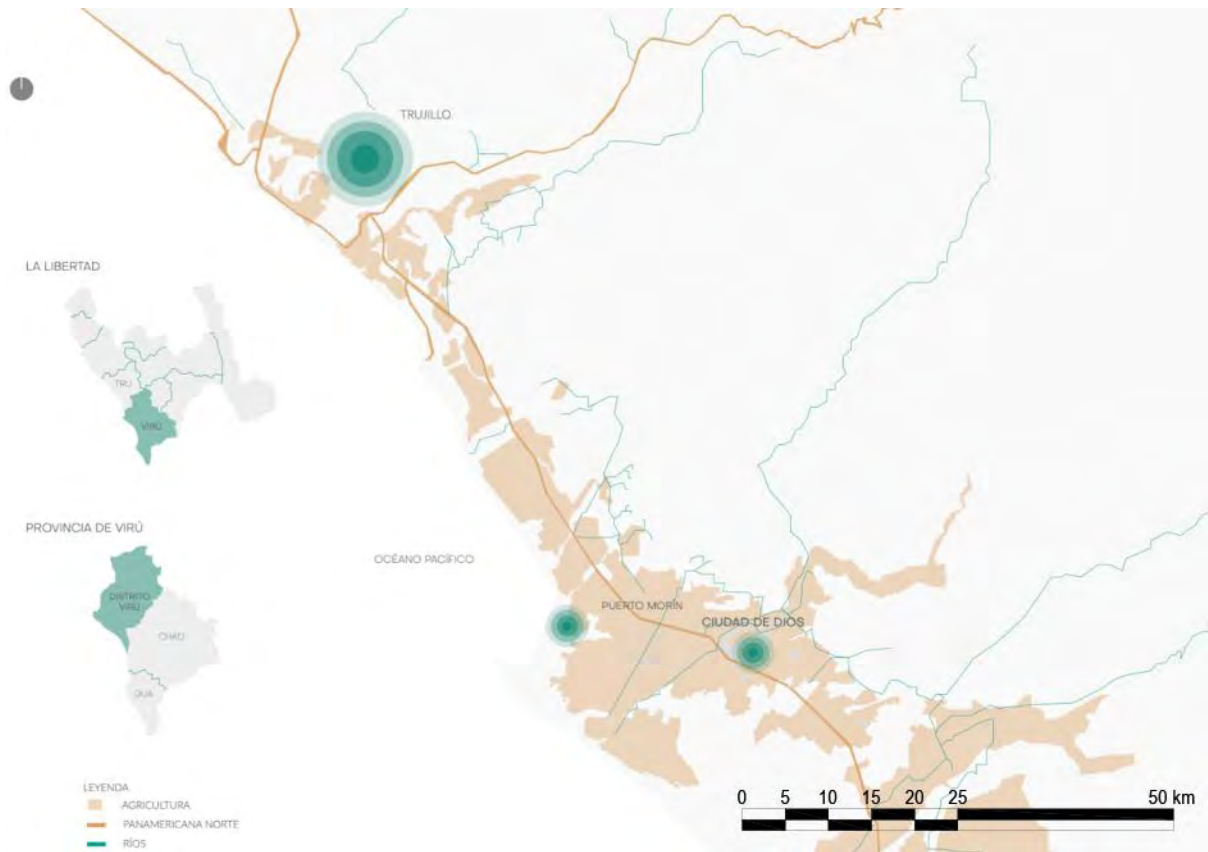 TRUJILLO
LA LIBERTAD
TRU
VIRÚ
PROVINCIA DE VIRÚ
DISTRITO
VIRÚ
CHAO
GUA
OCÉANO PACÍFICO
PUERTO MORÍN
CIUDAD DE DIOS
LEYENDA
AGRICULTURA
PANAMERICANA NORTE
RÍOS
0 5 10 15 20 25 50 km